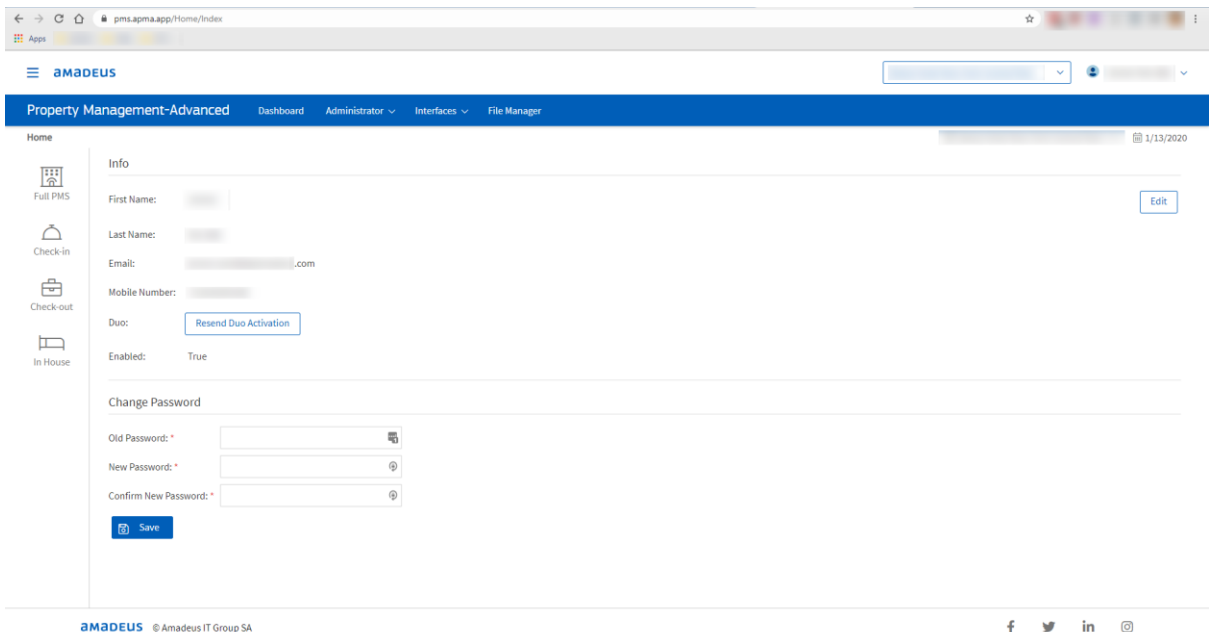 pms.apma.app/Home/Index
Apps
amadeus
Property Management-Advanced Dashboard Administrator Interfaces File Manager
Home 1/13/2020
Full PMS
Check-in
Check-out
In House
Info
First Name: Edit
Last Name:
Email: .com
Mobile Number:
Duo: Resend Duo Activation
Enabled: True
Change Password
Old Password: *
New Password: *
Confirm New Password: *
Save
amadeus © Amadeus IT Group SA
f in